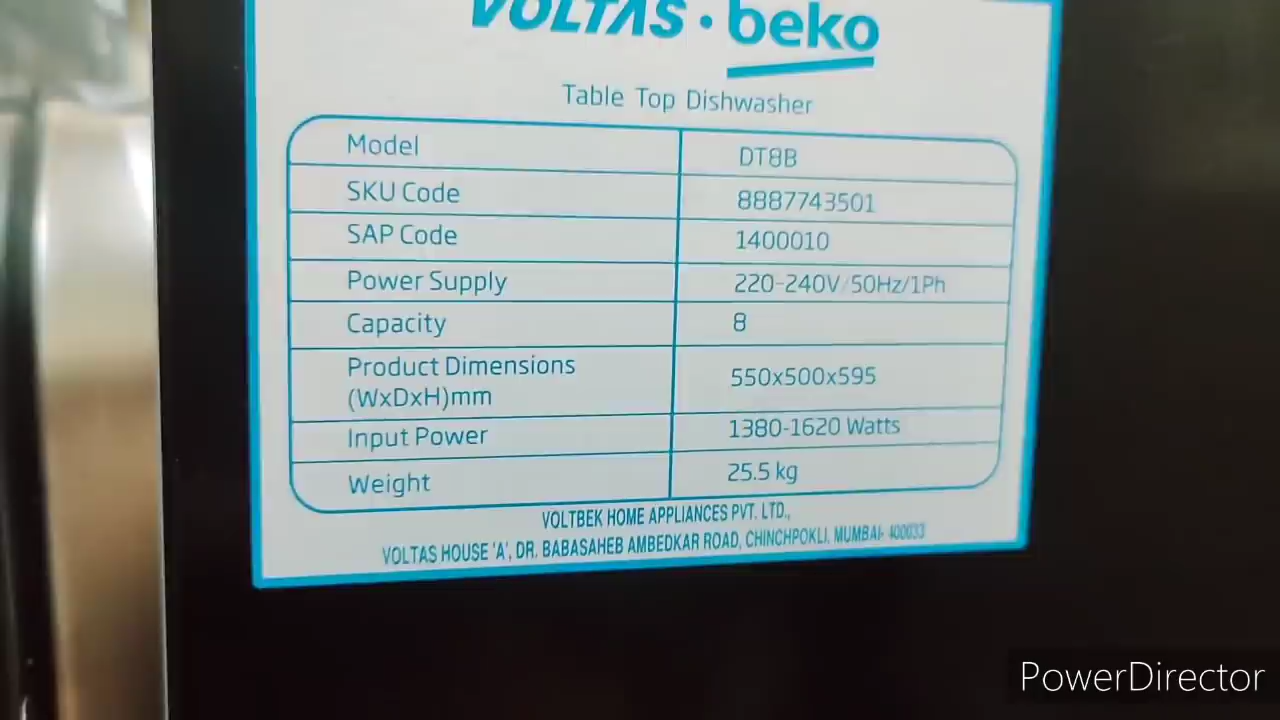 VOLTAS • beko
Table Top Dishwasher
Model DT8B
SKU Code 8887743501
SAP Code 1400010
Power Supply 220-240V/50Hz/1Ph
Capacity 8
Product Dimensions
(WxDxH)mm 550x500x595
Input Power 1380-1620 Watts
Weight 25.5 kg
VOLTBEK HOME APPLIANCES PVT. LTD.,
VOLTAS HOUSE 'A', DR. BABASAHEB AMBEDKAR ROAD, CHINCHPOKLI, MUMBAI- 400033
PowerDirector